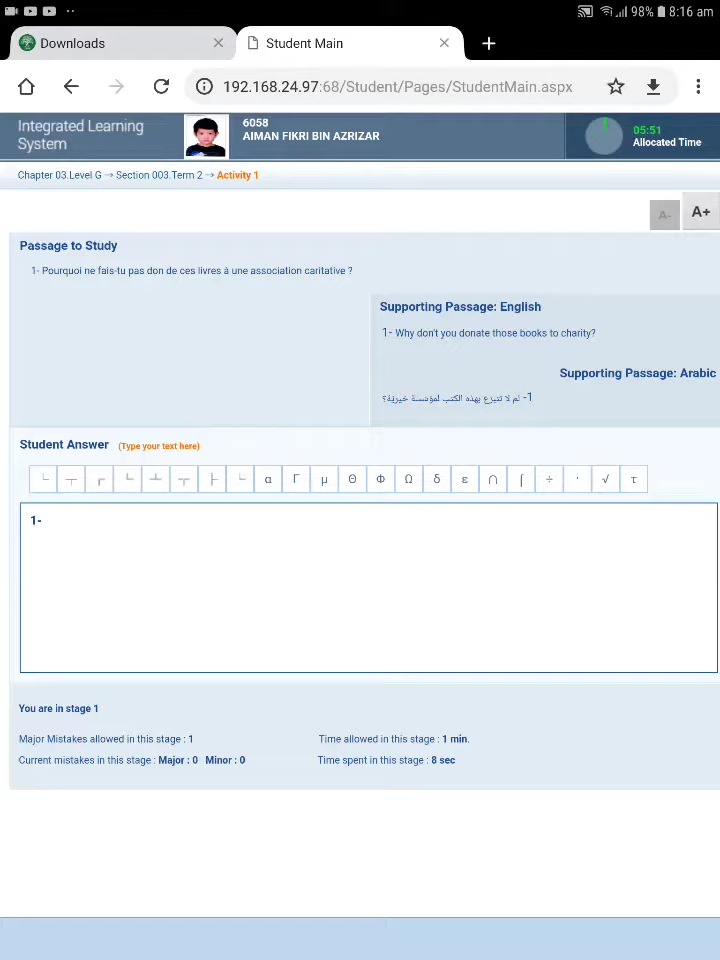 98% 8:16 am
Downloads
Student Main
192.168.24.97:68/Student/Pages/StudentMain.aspx
Integrated Learning
System
6058
AIMAN FIKRI BIN AZRIZAR
05:51
Allocated Time
Chapter 03.Level G → Section 003.Term 2 → Activity 1
A-
A+
Passage to Study
1- Pourquoi ne fais-tu pas don de ces livres à une association caritative ?
Supporting Passage: English
1- Why don't you donate those books to charity?
Supporting Passage: Arabic
1- لم لا تتبرّع بهذه الكتب لمؤسسة خيريّة؟
Student Answer (Type your text here)
α Γ μ Θ Φ Ω δ ε ∩ ∫ ÷ · √ τ
1-
You are in stage 1
Major Mistakes allowed in this stage : 1
Time allowed in this stage : 1 min.
Current mistakes in this stage : Major : 0 Minor : 0
Time spent in this stage : 8 sec